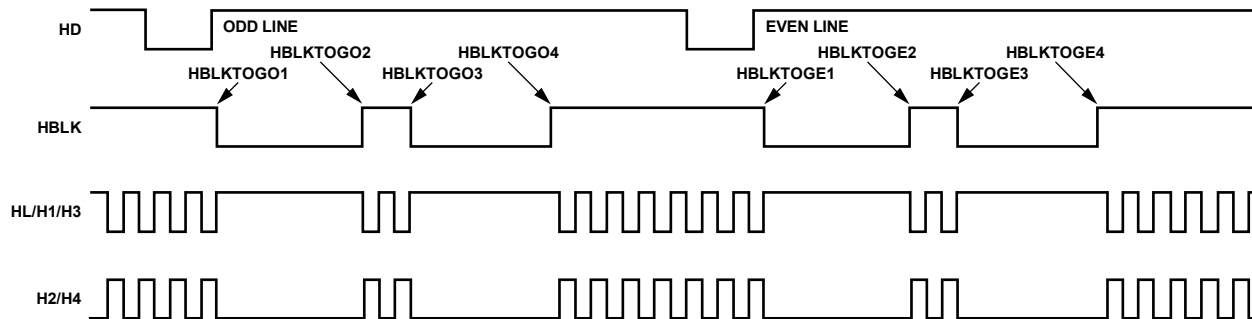 HD
ODD LINE
EVEN LINE
HBLKTOGO2
HBLKTOGO4
HBLKTOGE2
HBLKTOGE4
HBLKTOGO1
HBLKTOGO3
HBLKTOGE1
HBLKTOGE3
HBLK
HL/H1/H3
H2/H4